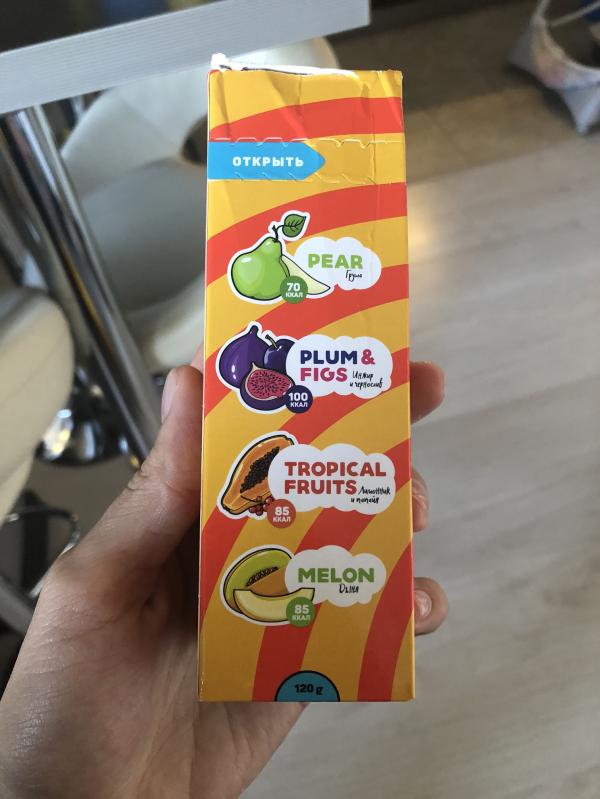 ОТКРЫТЬ
PEAR
Груша
70
ККАЛ
PLUM &
FIGS Инжир
и чернослив
100
ККАЛ
TROPICAL
FRUITS Лимонник
и папайя
85
ККАЛ
MELON
Дыня
85
ККАЛ
120 g